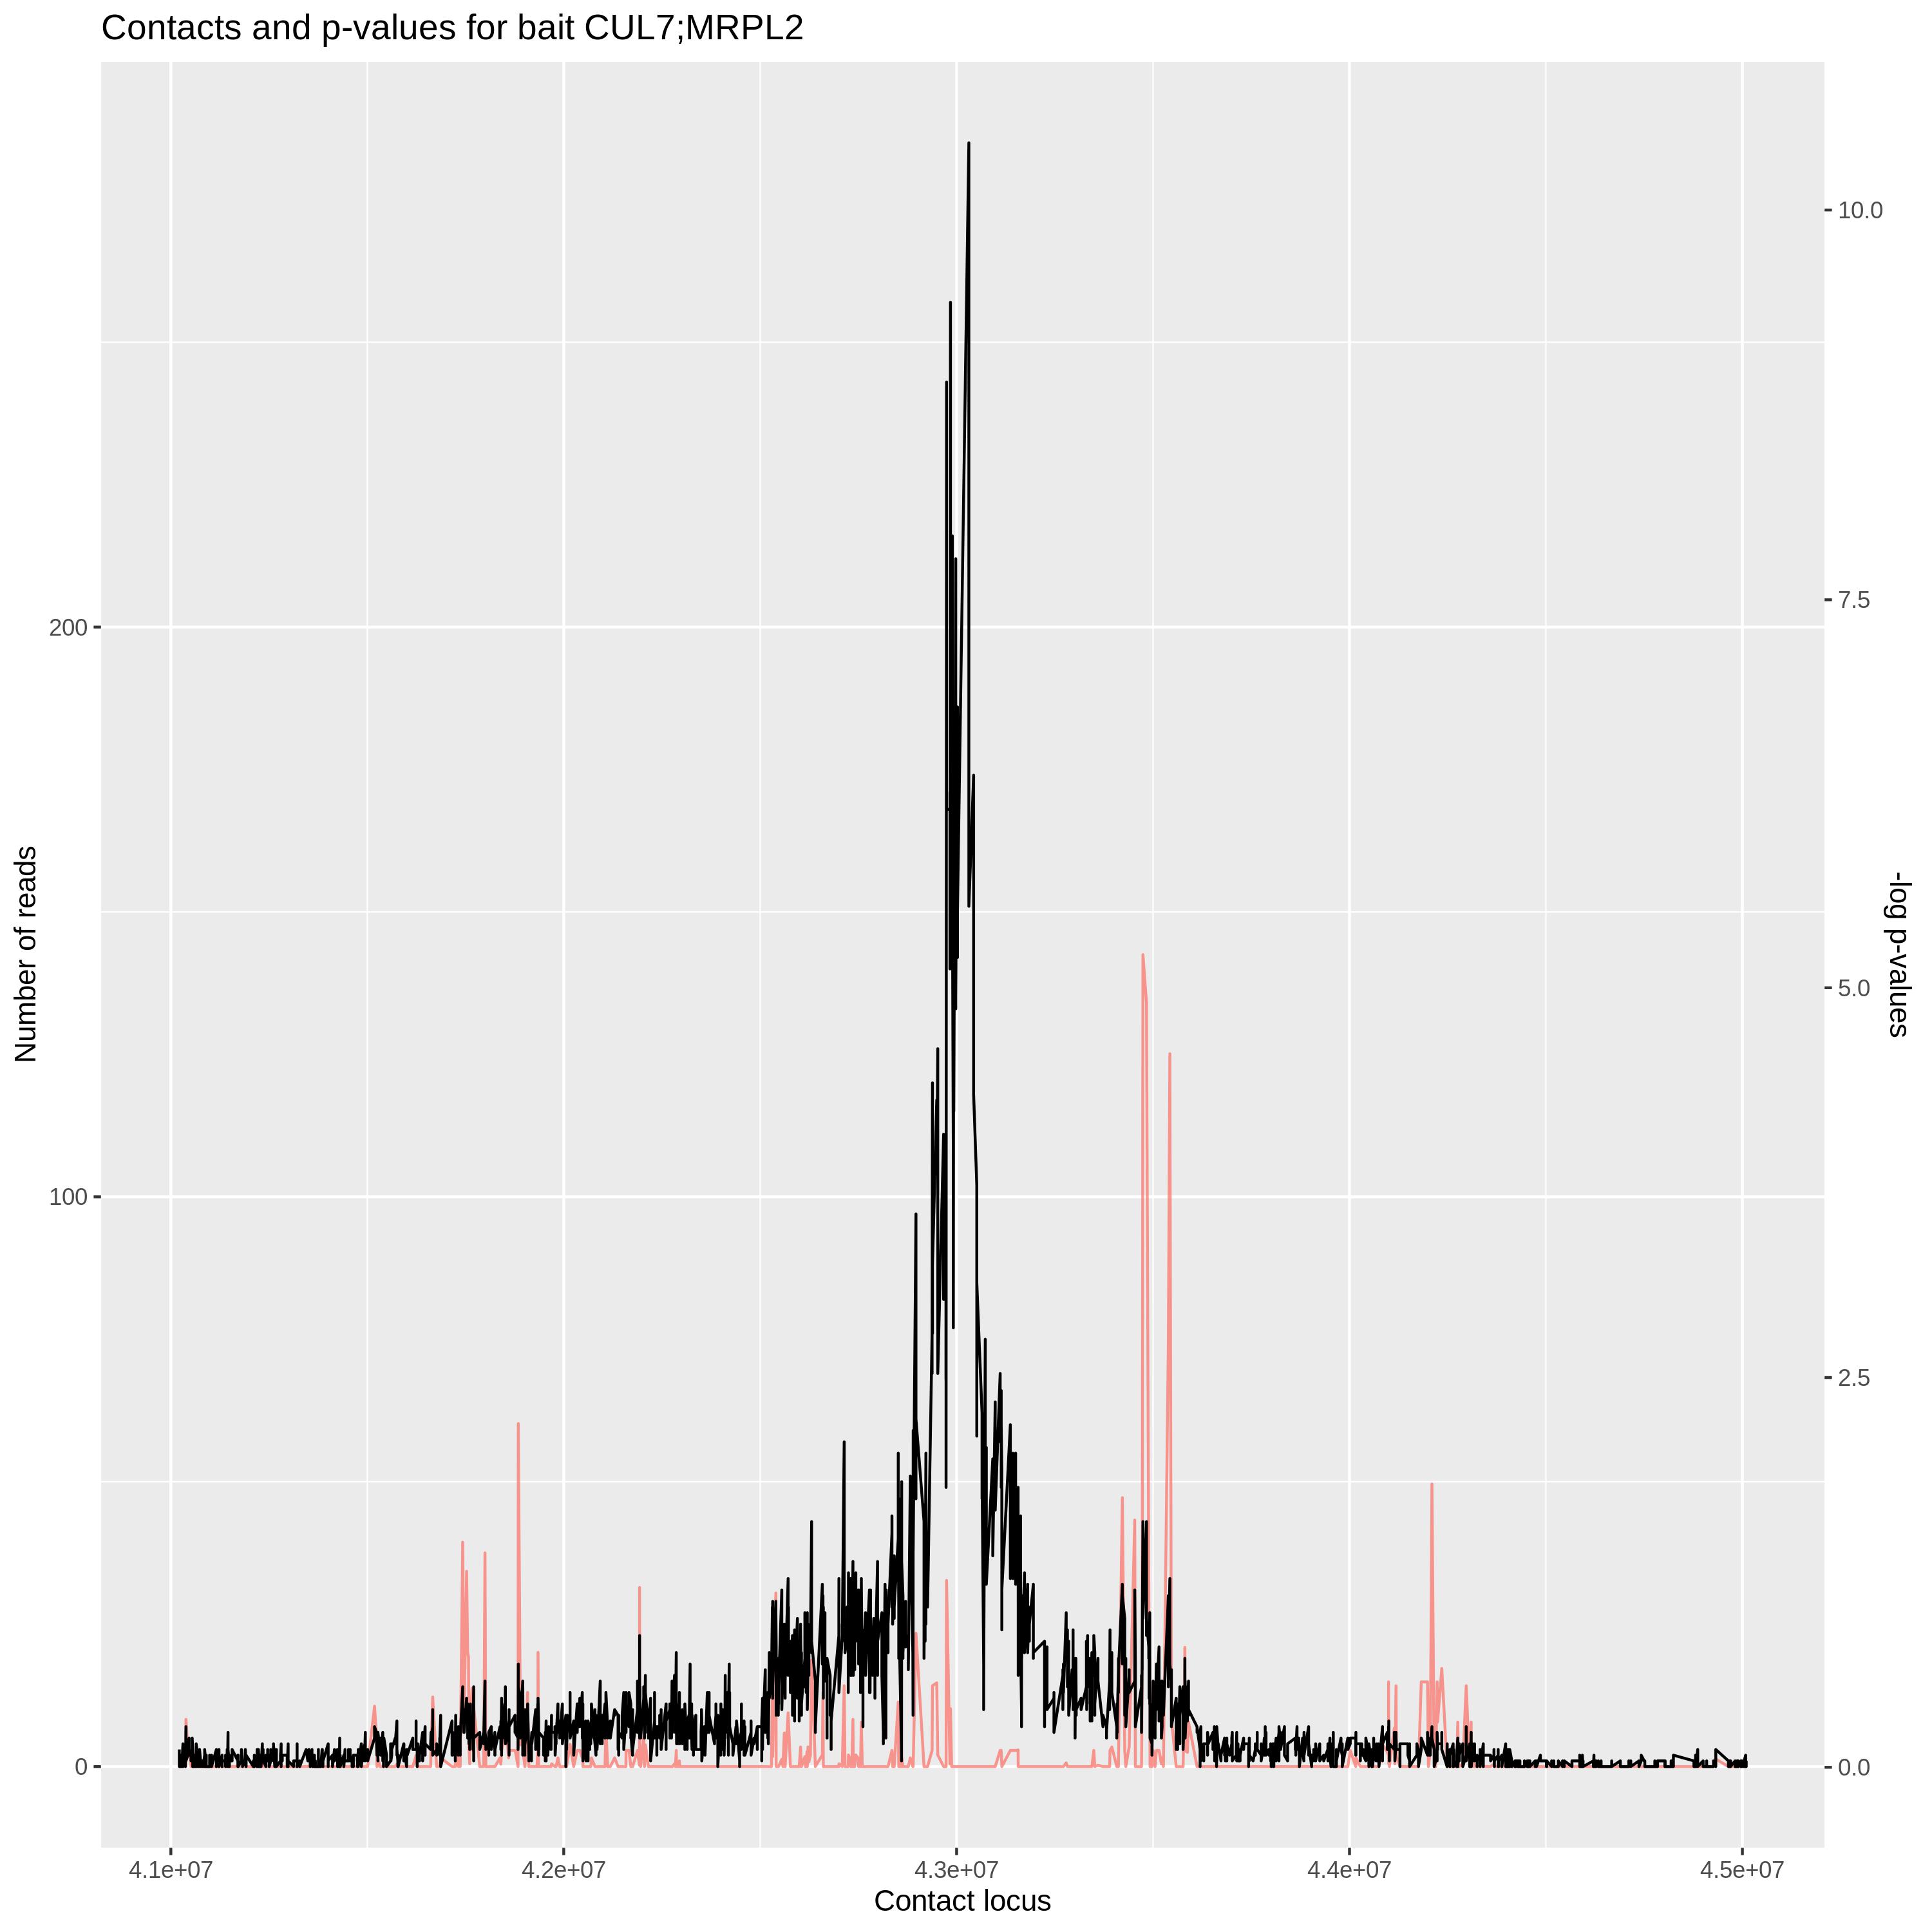 Contacts and p-values for bait CUL7;MRPL2
Number of reads
200
100
0
10.0
7.5
5.0
2.5
0.0
-log p-values
4.1e+07
4.2e+07
4.3e+07
4.4e+07
4.5e+07
Contact locus